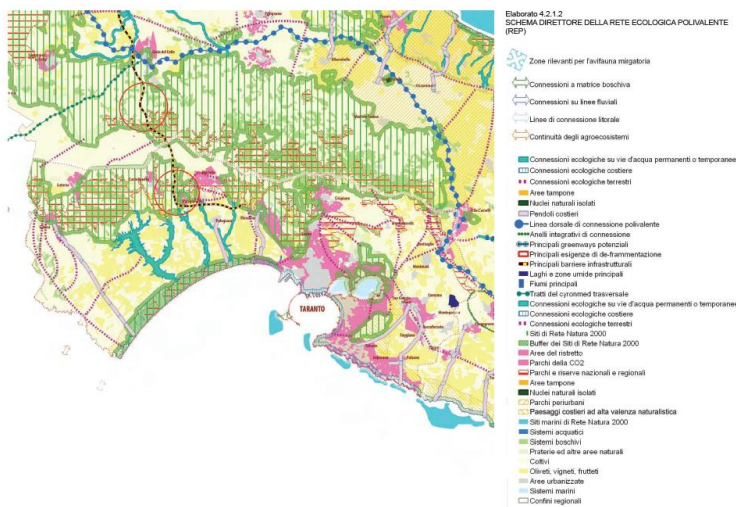 Elaborato 4.2.1.2
SCHEMA DIRETTORE DELLA RETE ECOLOGICA POLIVALENTE
(REP)
Zone rilevanti per l'avifauna mirgatoria
Connessioni a matrice boschiva
Connessioni su linee fluviali
Linee di connessione litorale
Continuità degli agroecosistemi
Connessioni ecologiche su vie d'acqua permanenti o temporanee
Connessioni ecologiche costiere
Connessioni ecologiche terrestri
Aree tampone
Nuclei naturali isolati
Pendoli costieri
Linea dorsale di connessione polivalente
Anelli integrativi di connessione
Principali greenways potenziali
Principali esigenze di de-frammentazione
Principali barriere infrastrutturali
Laghi e zone umide principali
Fiumi principali
Tratti del cyronmed trasversale
Connessioni ecologiche su vie d'acqua permanenti o temporanee
Connessioni ecologiche costiere
Connessioni ecologiche terrestri
Siti di Rete Natura 2000
Buffer dei Siti di Rete Natura 2000
Aree del ristretto
Parchi della CO2
Parchi e riserve nazionali e regionali
Aree tampone
Nuclei naturali isolati
Parchi periurbani
Paesaggi costieri ad alta valenza naturalistica
Siti marini di Rete Natura 2000
Sistemi acquatici
Sistemi boschivi
Praterie ed altre aree naturali
Coltivi
Oliveti, vigneti, frutteti
Aree urbanizzate
Sistemi marini
Confini regionali
TARANTO